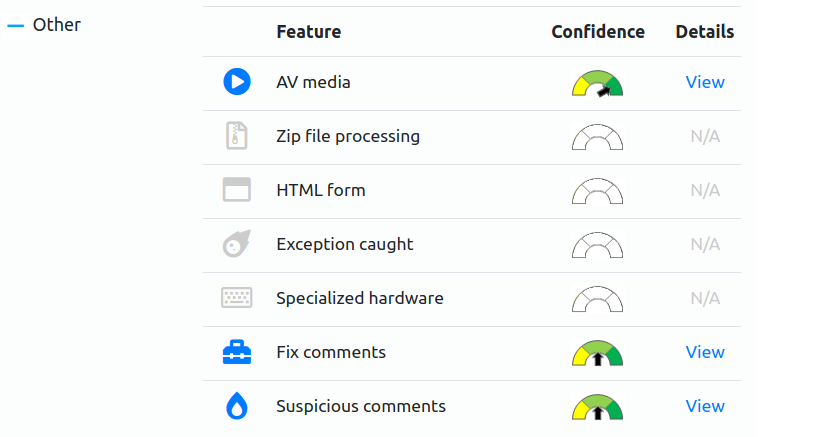 Other
Feature Confidence Details
AV media View
Zip file processing N/A
HTML form N/A
Exception caught N/A
Specialized hardware N/A
Fix comments View
Suspicious comments View